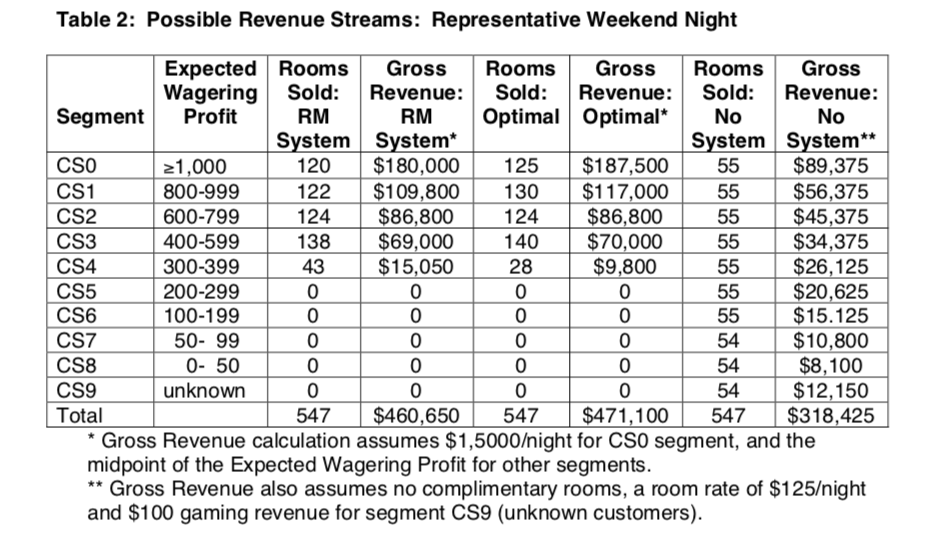 Table 2: Possible Revenue Streams: Representative Weekend Night
Segment | Expected Wagering Profit | Rooms Sold: RM System | Gross Revenue: RM System* | Rooms Sold: Optimal | Gross Revenue: Optimal* | Rooms Sold: No System | Gross Revenue: No System**
CS0 | ≥1,000 | 120 | $180,000 | 125 | $187,500 | 55 | $89,375
CS1 | 800-999 | 122 | $109,800 | 130 | $117,000 | 55 | $56,375
CS2 | 600-799 | 124 | $86,800 | 124 | $86,800 | 55 | $45,375
CS3 | 400-599 | 138 | $69,000 | 140 | $70,000 | 55 | $34,375
CS4 | 300-399 | 43 | $15,050 | 28 | $9,800 | 55 | $26,125
CS5 | 200-299 | 0 | 0 | 0 | 0 | 55 | $20,625
CS6 | 100-199 | 0 | 0 | 0 | 0 | 55 | $15.125
CS7 | 50- 99 | 0 | 0 | 0 | 0 | 54 | $10,800
CS8 | 0- 50 | 0 | 0 | 0 | 0 | 54 | $8,100
CS9 | unknown | 0 | 0 | 0 | 0 | 54 | $12,150
Total | | 547 | $460,650 | 547 | $471,100 | 547 | $318,425
* Gross Revenue calculation assumes $1,5000/night for CS0 segment, and the
midpoint of the Expected Wagering Profit for other segments.
** Gross Revenue also assumes no complimentary rooms, a room rate of $125/night
and $100 gaming revenue for segment CS9 (unknown customers).